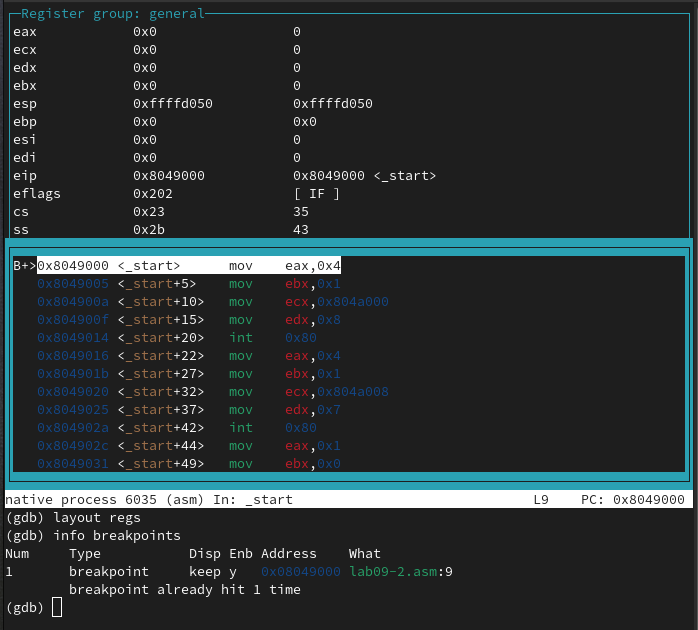 Register group: general
eax 0x0 0
ecx 0x0 0
edx 0x0 0
ebx 0x0 0
esp 0xffffd050 0xffffd050
ebp 0x0 0x0
esi 0x0 0
edi 0x0 0
eip 0x8049000 0x8049000 <_start>
eflags 0x202 [ IF ]
cs 0x23 35
ss 0x2b 43
B+>0x8049000 <_start> mov eax,0x4
0x8049005 <_start+5> mov ebx,0x1
0x804900a <_start+10> mov ecx,0x804a000
0x804900f <_start+15> mov edx,0x8
0x8049014 <_start+20> int 0x80
0x8049016 <_start+22> mov eax,0x4
0x804901b <_start+27> mov ebx,0x1
0x8049020 <_start+32> mov ecx,0x804a008
0x8049025 <_start+37> mov edx,0x7
0x804902a <_start+42> int 0x80
0x804902c <_start+44> mov eax,0x1
0x8049031 <_start+49> mov ebx,0x0
native process 6035 (asm) In: _start L9 PC: 0x8049000
(gdb) layout regs
(gdb) info breakpoints
Num Type Disp Enb Address What
1 breakpoint keep y 0x08049000 lab09-2.asm:9
breakpoint already hit 1 time
(gdb)